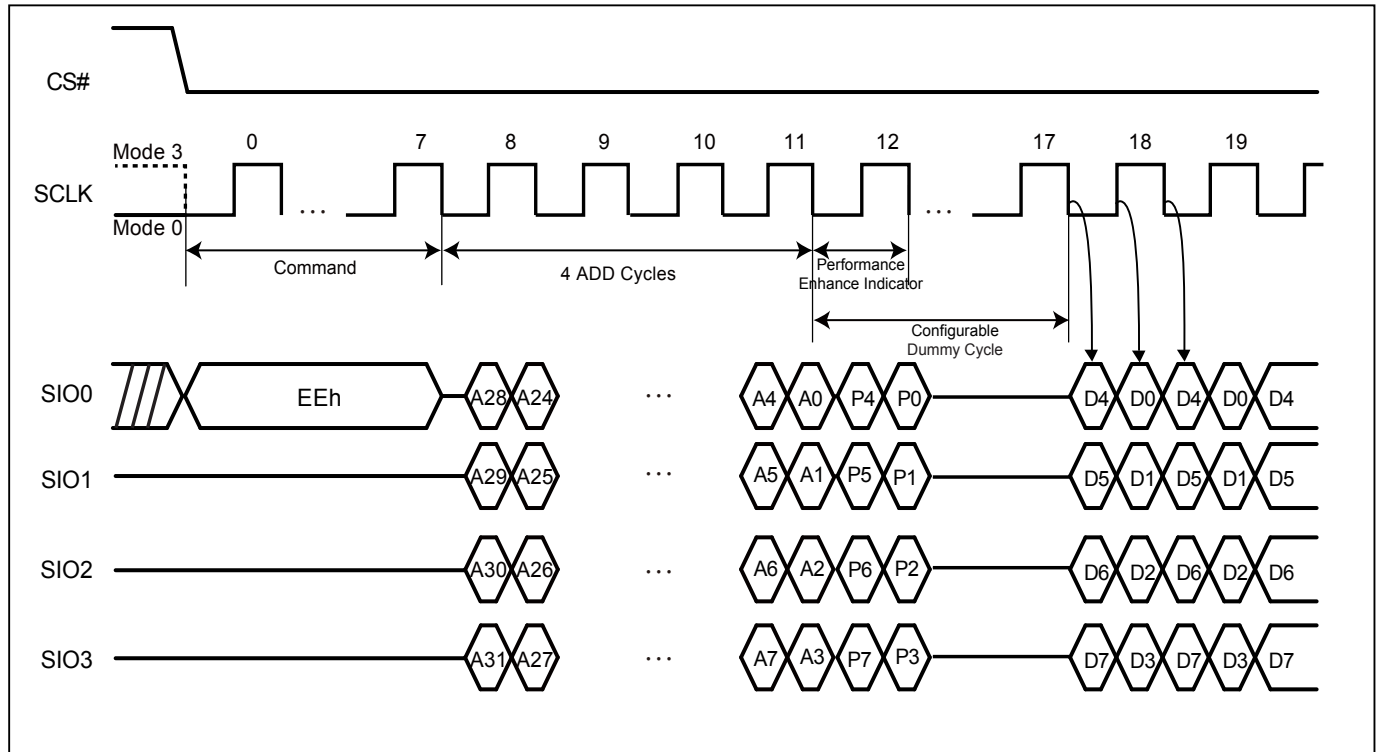 CS#
0 7 8 9 10 11 12 17 18 19
Mode 3
SCLK
...
...
Mode 0
Command
4 ADD Cycles
Performance
Enhance Indicator
Configurable
Dummy Cycle
SIO0 EEh A28 A24 ... A4 A0 P4 P0 D4 D0 D4 D0 D4
SIO1 A29 A25 ... A5 A1 P5 P1 D5 D1 D5 D1 D5
SIO2 A30 A26 ... A6 A2 P6 P2 D6 D2 D6 D2 D6
SIO3 A31 A27 ... A7 A3 P7 P3 D7 D3 D7 D3 D7